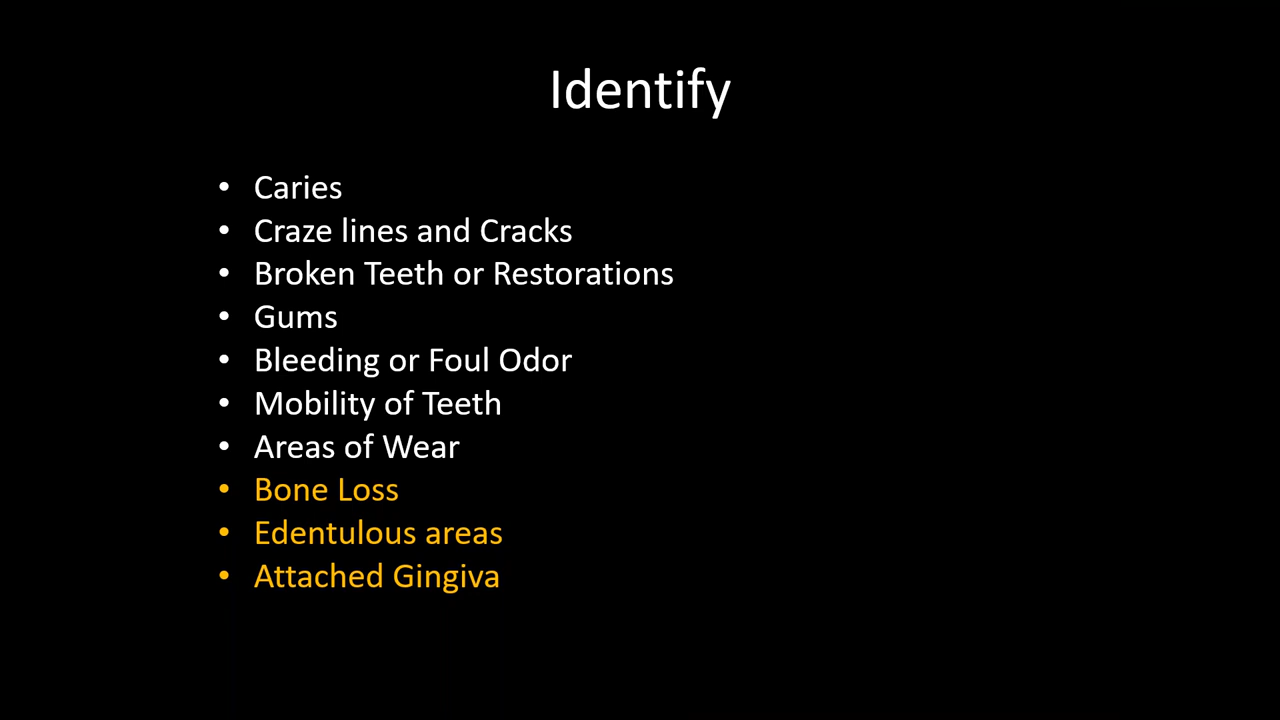 Identify
• Caries
• Craze lines and Cracks
• Broken Teeth or Restorations
• Gums
• Bleeding or Foul Odor
• Mobility of Teeth
• Areas of Wear
• Bone Loss
• Edentulous areas
• Attached Gingiva